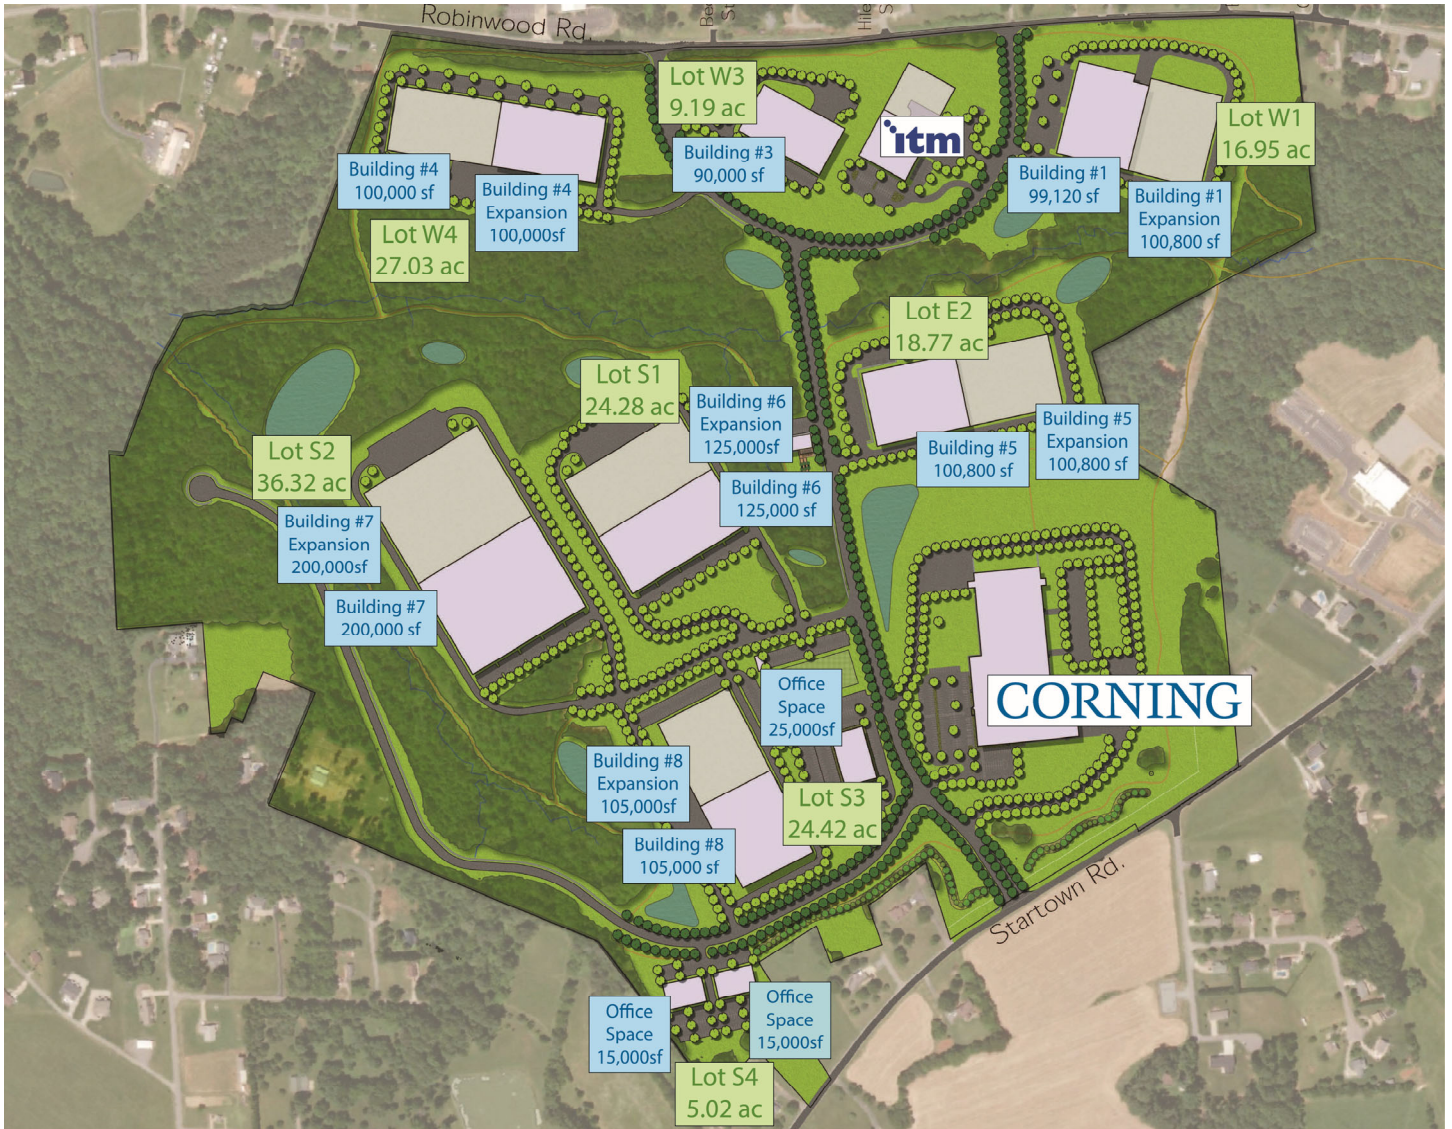 Robinwood Rd.
Lot W3
9.19 ac
itm
Lot W1
16.95 ac
Building #4
100,000 sf
Building #4
Expansion
100,000sf
Building #3
90,000 sf
Building #1
99,120 sf
Building #1
Expansion
100,800 sf
Lot W4
27.03 ac
Lot E2
18.77 ac
Lot S1
24.28 ac
Building #6
Expansion
125,000sf
Building #5
100,800 sf
Building #5
Expansion
100,800 sf
Lot S2
36.32 ac
Building #6
125,000 sf
Building #7
Expansion
200,000sf
Building #7
200,000 sf
Office
Space
25,000sf
CORNING
Building #8
Expansion
105,000sf
Lot S3
24.42 ac
Building #8
105,000 sf
Startown Rd.
Office
Space
15,000sf
Office
Space
15,000sf
Lot S4
5.02 ac